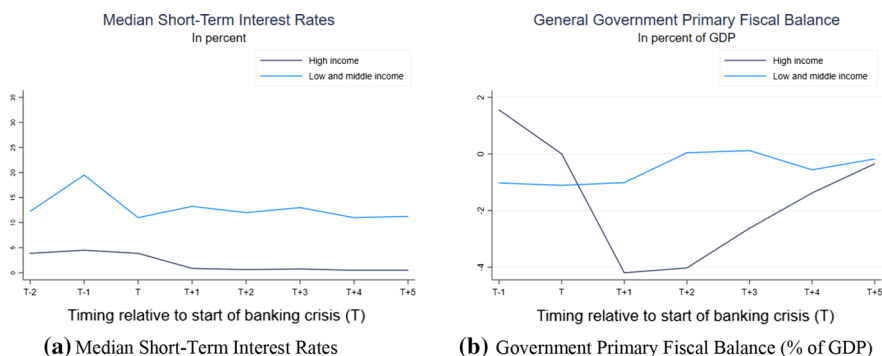 Median Short-Term Interest Rates
In percent
High income
Low and middle income
35
30
25
20
15
10
5
0
T-2 T-1 T T+1 T+2 T+3 T+4 T+5
Timing relative to start of banking crisis (T)
(a) Median Short-Term Interest Rates
General Government Primary Fiscal Balance
In percent of GDP
High income
Low and middle income
2
0
-2
-4
T-1 T T+1 T+2 T+3 T+4 T+5
Timing relative to start of banking crisis (T)
(b) Government Primary Fiscal Balance (% of GDP)